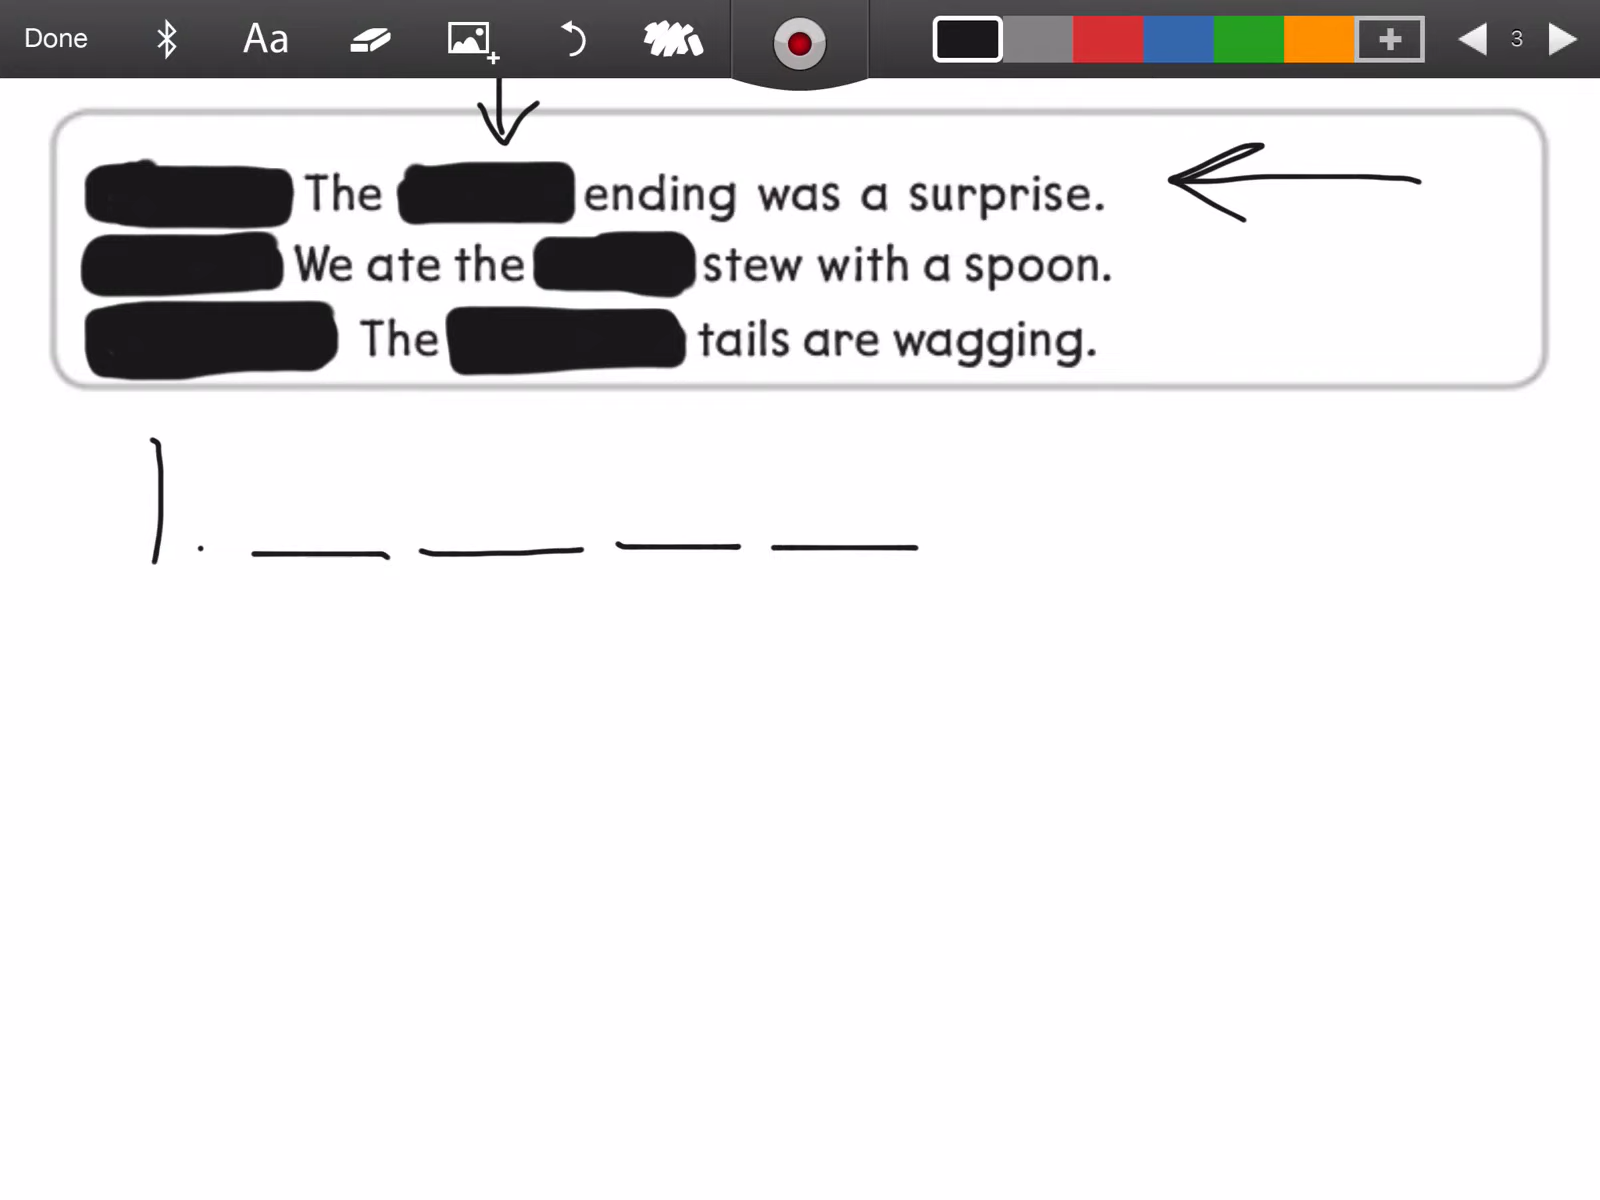 Done Aa 3
The ending was a surprise.
We ate the stew with a spoon.
The tails are wagging.
1.